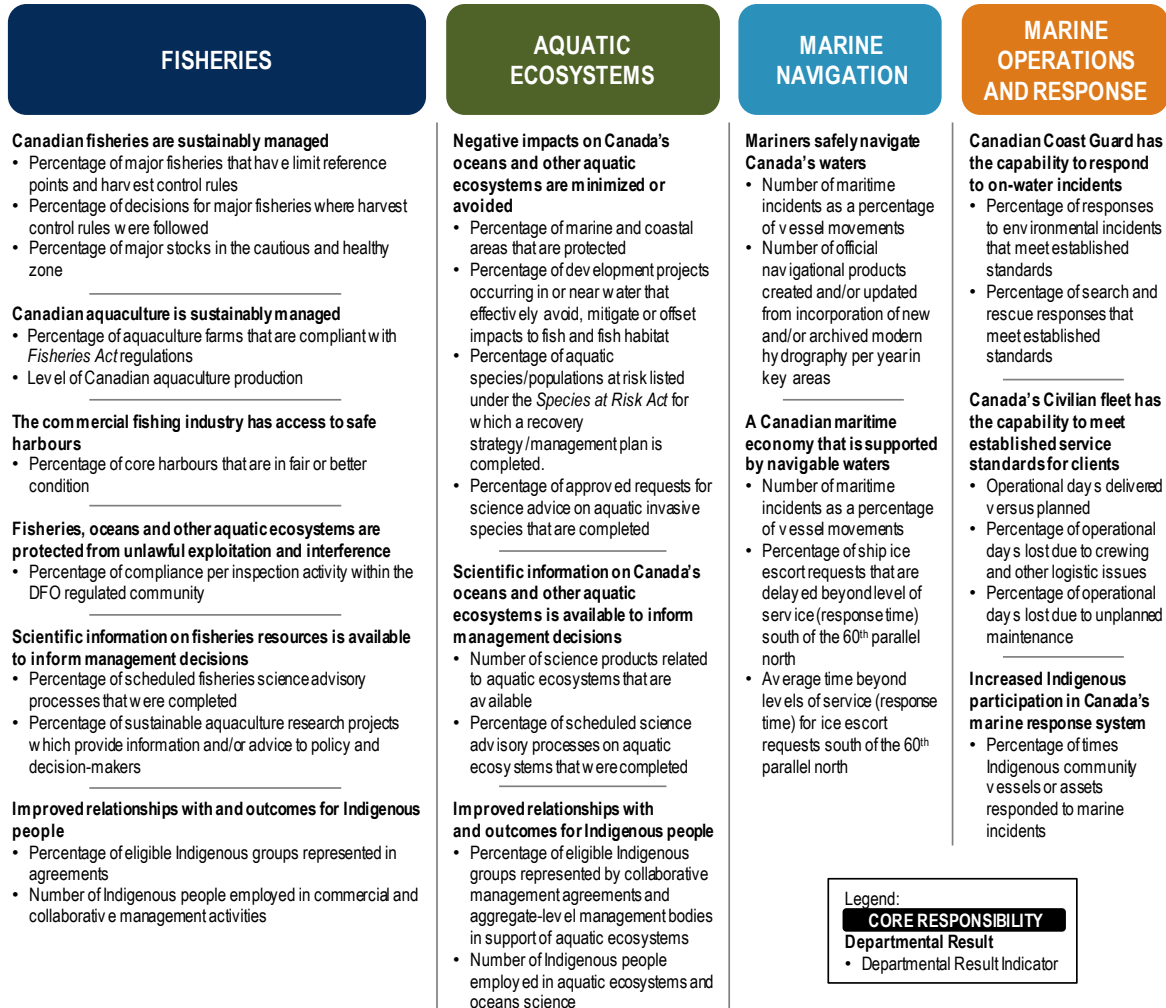 FISHERIES
Canadian fisheries are sustainably managed
• Percentage of major fisheries that have limit reference
points and harvest control rules
• Percentage of decisions for major fisheries where harvest
control rules were followed
• Percentage of major stocks in the cautious and healthy
zone
Canadian aquaculture is sustainably managed
• Percentage of aquaculture farms that are compliant with
Fisheries Act regulations
• Level of Canadian aquaculture production
The commercial fishing industry has access to safe
harbours
• Percentage of core harbours that are in fair or better
condition
Fisheries, oceans and other aquatic ecosystems are
protected from unlawful exploitation and interference
• Percentage of compliance per inspection activity within the
DFO regulated community
Scientific information on fisheries resources is available
to inform management decisions
• Percentage of scheduled fisheries science advisory
processes that were completed
• Percentage of sustainable aquaculture research projects
which provide information and/or advice to policy and
decision-makers
Improved relationships with and outcomes for Indigenous
people
• Percentage of eligible Indigenous groups represented in
agreements
• Number of Indigenous people employed in commercial and
collaborative management activities
AQUATIC
ECOSYSTEMS
Negative impacts on Canada's
oceans and other aquatic
ecosystems are minimized or
avoided
• Percentage of marine and coastal
areas that are protected
• Percentage of development projects
occurring in or near water that
effectively avoid, mitigate or offset
impacts to fish and fish habitat
• Percentage of aquatic
species/populations at risk listed
under the Species at Risk Act for
which a recovery
strategy/management plan is
completed.
• Percentage of approved requests for
science advice on aquatic invasive
species that are completed
Scientific information on Canada's
oceans and other aquatic
ecosystems is available to inform
management decisions
• Number of science products related
to aquatic ecosystems that are
available
• Percentage of scheduled science
advisory processes on aquatic
ecosystems that were completed
Improved relationships with
and outcomes for Indigenous people
• Percentage of eligible Indigenous
groups represented by collaborative
management agreements and
aggregate-level management bodies
in support of aquatic ecosystems
• Number of Indigenous people
employed in aquatic ecosystems and
oceans science
MARINE
NAVIGATION
Mariners safely navigate
Canada's waters
• Number of maritime
incidents as a percentage
of vessel movements
• Number of official
navigational products
created and/or updated
from incorporation of new
and/or archived modern
hydrography per year in
key areas
A Canadian maritime
economy that is supported
by navigable waters
• Number of maritime
incidents as a percentage
of vessel movements
• Percentage of ship ice
escort requests that are
delayed beyond level of
service (response time)
south of the 60th parallel
north
• Average time beyond
levels of service (response
time) for ice escort
requests south of the 60th
parallel north
MARINE
OPERATIONS
AND RESPONSE
Canadian Coast Guard has
the capability to respond
to on-water incidents
• Percentage of responses
to environmental incidents
that meet established
standards
• Percentage of search and
rescue responses that
meet established
standards
Canada's Civilian fleet has
the capability to meet
established service
standards for clients
• Operational days delivered
versus planned
• Percentage of operational
days lost due to crewing
and other logistic issues
• Percentage of operational
days lost due to unplanned
maintenance
Increased Indigenous
participation in Canada's
marine response system
• Percentage of times
Indigenous community
vessels or assets
responded to marine
incidents
Legend:
CORE RESPONSIBILITY
Departmental Result
• Departmental Result Indicator